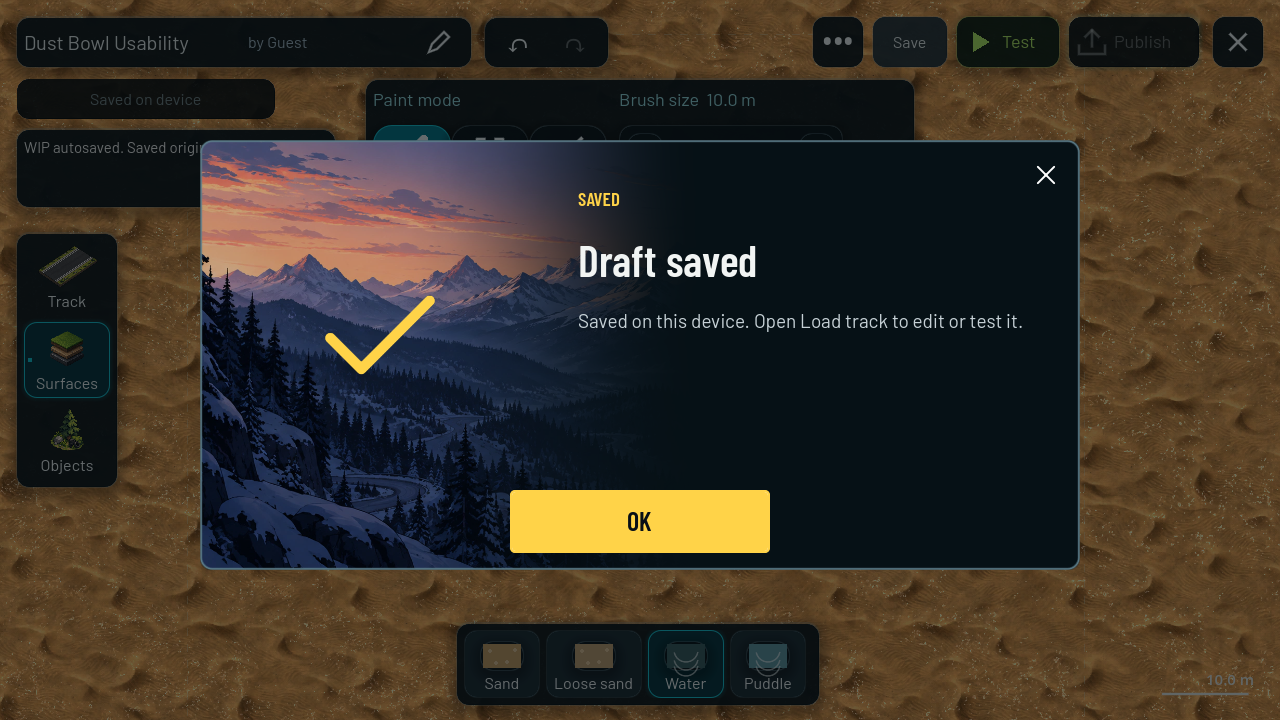 Dust Bowl Usability
by Guest
Save
Test
Publish
Saved on device
Paint mode
Brush size 10.0 m
WIP autosaved. Saved
SAVED
Draft saved
Saved on this device. Open Load track to edit or test it.
OK
Track
Surfaces
Objects
Sand
Loose sand
Water
Puddle
10.0 m